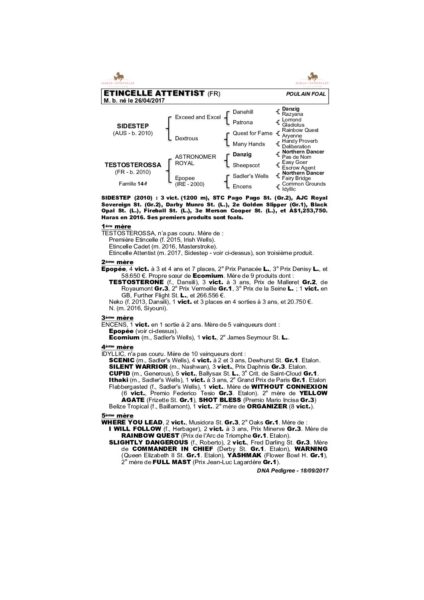 ETINCELLE ATTENTIST (FR)
POULAIN FOAL
M. b. né le 26/04/2017
SIDESTEP
(AUS - b. 2010)
TESTOSTEROSSA
(FR - b. 2010)
Famille 14-f
Exceed and Excel
Dextrous
ASTRONOMER ROYAL
Epopee
(IRE - 2000)
Danehill
Patrona
Quest for Fame
Many Hands
Danzig
Sheepscot
Sadler's Wells
Encens
Danzig
Razyana
Lomond
Gladiolus
Rainbow Quest
Aryenne
Handy Proverb
Deliberation
Northern Dancer
Pas de Nom
Easy Goer
Escrow Agent
Northern Dancer
Fairy Bridge
Common Grounds
Idyllic
SIDESTEP (2010) : 3 vict. (1200 m), STC Pago Pago St. (Gr.2), AJC Royal
Sovereign St. (Gr.2), Darby Munro St. (L.), 2e Golden Slipper (Gr.1), Black
Opal St. (L.), Fireball St. (L.), 3e Merson Cooper St. (L.), et A$1,253,750.
Haras en 2016. Ses premiers produits sont foals.
1ère mère
TESTOSTEROSSA, n'a pas couru. Mère de :
Première Etincelle (f. 2015, Irish Wells).
Etincelle Cadet (m. 2016, Masterstroke).
Etincelle Attentist (m. 2017, Sidestep - voir ci-dessus), son troisième produit.
2ème mère
Epopée, 4 vict. à 3 et 4 ans et 7 places, 2° Prix Panacée L., 3° Prix Denisy L., et
58.650 €. Propre sœur de Ecomium. Mère de 9 produits dont :
TESTOSTERONE (f., Dansili), 3 vict. à 3 ans, Prix de Malleret Gr.2, de
Royaumont Gr.3, 2° Prix Vermeille Gr.1, 3° Prix de la Seine L. ; 1 vict. en
GB, Further Flight St. L., et 266.556 €.
Neko (f. 2013, Dansili), 1 vict. et 3 places en 4 sorties à 3 ans, et 20.750 €.
N. (m. 2016, Siyouni).
3ème mère
ENCENS, 1 vict. en 1 sortie à 2 ans. Mère de 5 vainqueurs dont :
Epopée (voir ci-dessus).
Ecomium (m., Sadler's Wells), 1 vict., 2° James Seymour St. L..
4ème mère
IDYLLIC, n'a pas couru. Mère de 10 vainqueurs dont :
SCENIC (m., Sadler's Wells), 4 vict. à 2 et 3 ans, Dewhurst St. Gr.1. Etalon.
SILENT WARRIOR (m., Nashwan), 3 vict., Prix Daphnis Gr.3. Etalon.
CUPID (m., Generous), 5 vict., Ballysax St. L., 3° Crit. de Saint-Cloud Gr.1.
Ithaki (m., Sadler's Wells), 1 vict. à 3 ans, 2° Grand Prix de Paris Gr.1. Etalon
Flabbergasted (f., Sadler's Wells), 1 vict. Mère de WITHOUT CONNEXION
(6 vict., Premio Federico Tesio Gr.3. Etalon), 2° mère de YELLOW
AGATE (Frizette St. Gr.1), SHOT BLESS (Premio Mario Incisa Gr.3)
Belize Tropical (f., Baillamont), 1 vict.. 2° mère de ORGANIZER (8 vict.).
5ème mère
WHERE YOU LEAD, 2 vict., Musidora St. Gr.3, 2° Oaks Gr.1. Mère de :
I WILL FOLLOW (f., Herbager), 2 vict. à 3 ans, Prix Minerve Gr.3. Mère de
RAINBOW QUEST (Prix de l'Arc de Triomphe Gr.1. Etalon).
SLIGHTLY DANGEROUS (f., Roberto), 2 vict., Fred Darling St. Gr.3. Mère
de COMMANDER IN CHIEF (Derby St. Gr.1. Etalon), WARNING
(Queen Elizabeth II St. Gr.1. Etalon), YASHMAK (Flower Bowl H. Gr.1),
2° mère de FULL MAST (Prix Jean-Luc Lagardère Gr.1).
DNA Pedigree - 18/09/2017